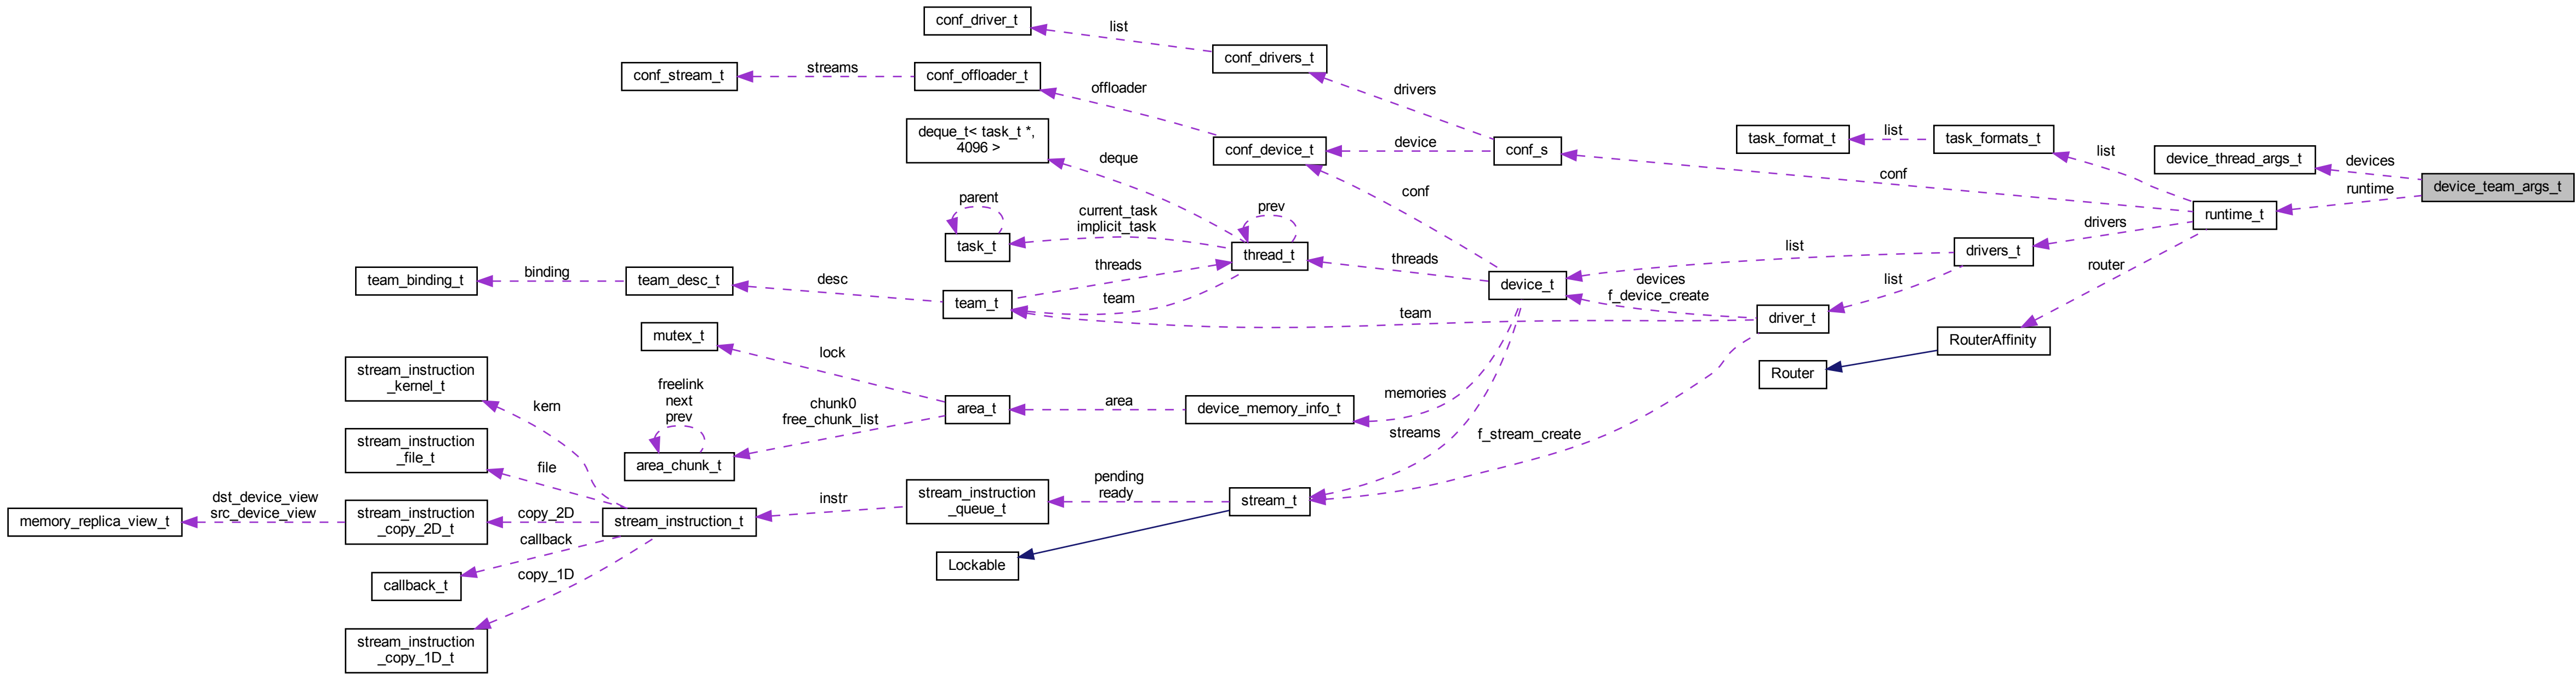 conf_driver_t
list
conf_drivers_t
conf_stream_t
streams
conf_offloader_t
offloader
drivers
deque_t< task_t *,
4096 >
deque
conf_device_t
device
conf_s
task_format_t
list
task_formats_t
list
device_thread_args_t
devices
device_team_args_t
runtime
conf
conf
parent
current_task
implicit_task
task_t
prev
thread_t
threads
runtime_t
drivers
list
drivers_t
router
team_binding_t
binding
team_desc_t
desc
team_t
threads
team
device_t
devices
f_device_create
list
driver_t
team
mutex_t
lock
RouterAffinity
Router
stream_instruction
_kernel_t
kern
freelink
next
prev
area_chunk_t
chunk0
free_chunk_list
area_t
area
device_memory_info_t
memories
streams
f_stream_create
stream_instruction
_file_t
file
dst_device_view
src_device_view
memory_replica_view_t
stream_instruction
_copy_2D_t
copy_2D
stream_instruction_t
instr
stream_instruction
_queue_t
pending
ready
stream_t
callback
callback_t
Lockable
copy_1D
stream_instruction
_copy_1D_t